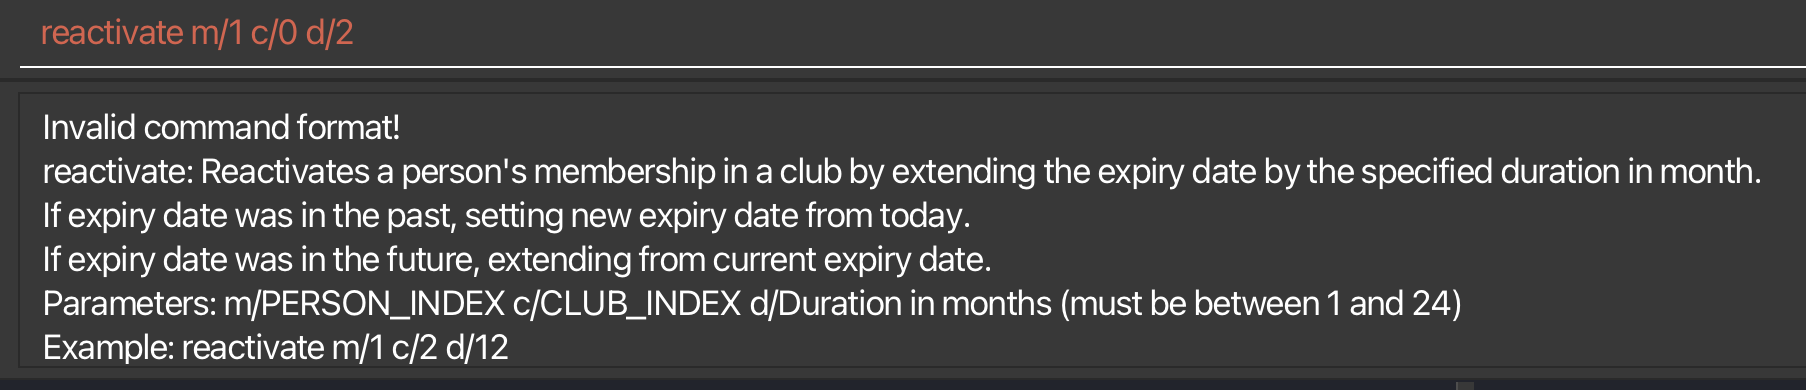 reactivate m/1 c/0 d/2
Invalid command format!
reactivate: Reactivates a person's membership in a club by extending the expiry date by the specified duration in month.
If expiry date was in the past, setting new expiry date from today.
If expiry date was in the future, extending from current expiry date.
Parameters: m/PERSON_INDEX c/CLUB_INDEX d/Duration in months (must be between 1 and 24)
Example: reactivate m/1 c/2 d/12